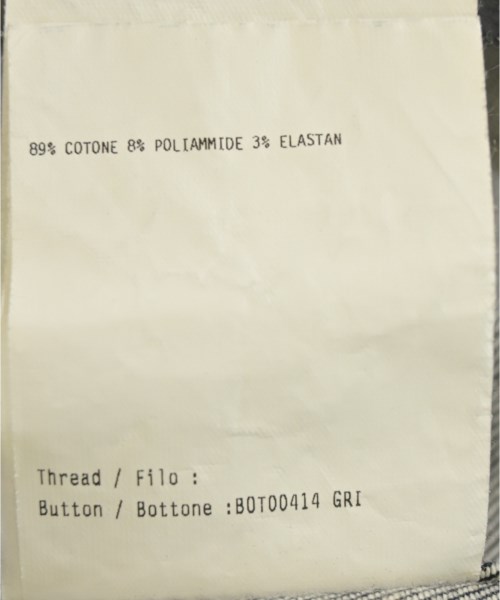 89% COTONE 8% POLIAMMIDE 3% ELASTAN
Thread / Filo :
Button / Bottone :BOT00414 GRI